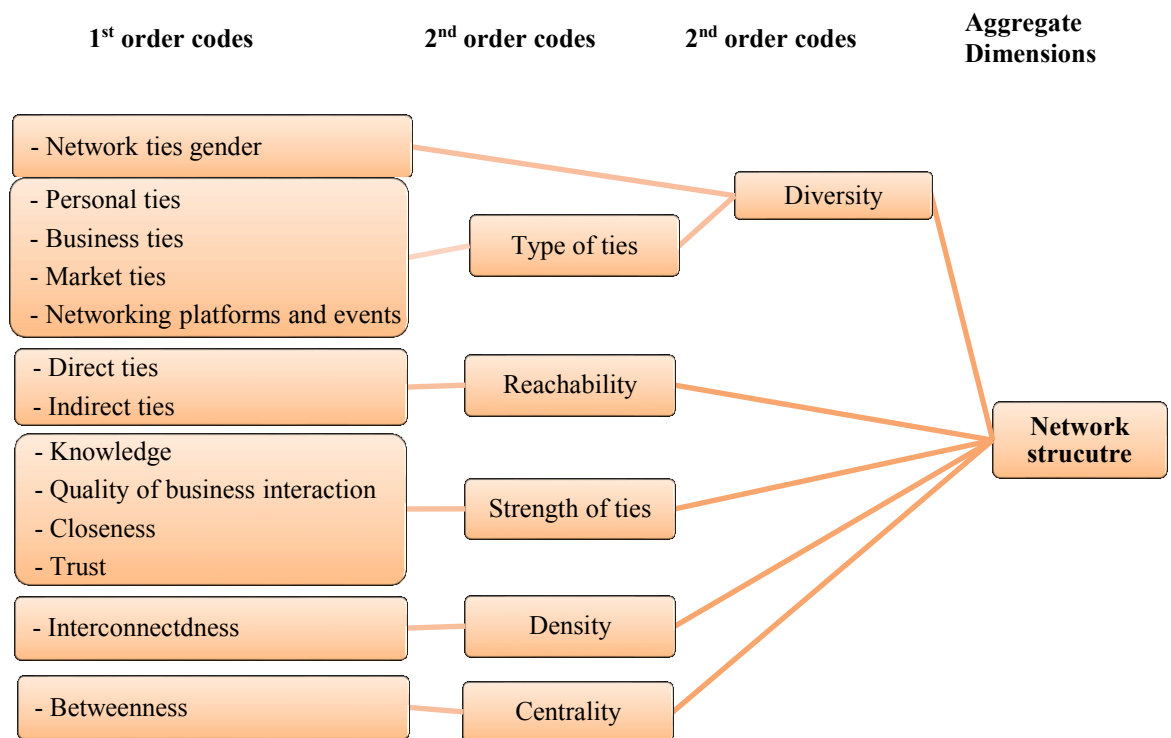 1st order codes
2nd order codes
2nd order codes
Aggregate
Dimensions
- Network ties gender
- Personal ties
- Business ties
- Market ties
- Networking platforms and events
Type of ties
Diversity
- Direct ties
- Indirect ties
Reachability
- Knowledge
- Quality of business interaction
- Closeness
- Trust
Strength of ties
- Interconnectdness
Density
- Betweenness
Centrality
Network
strucutre